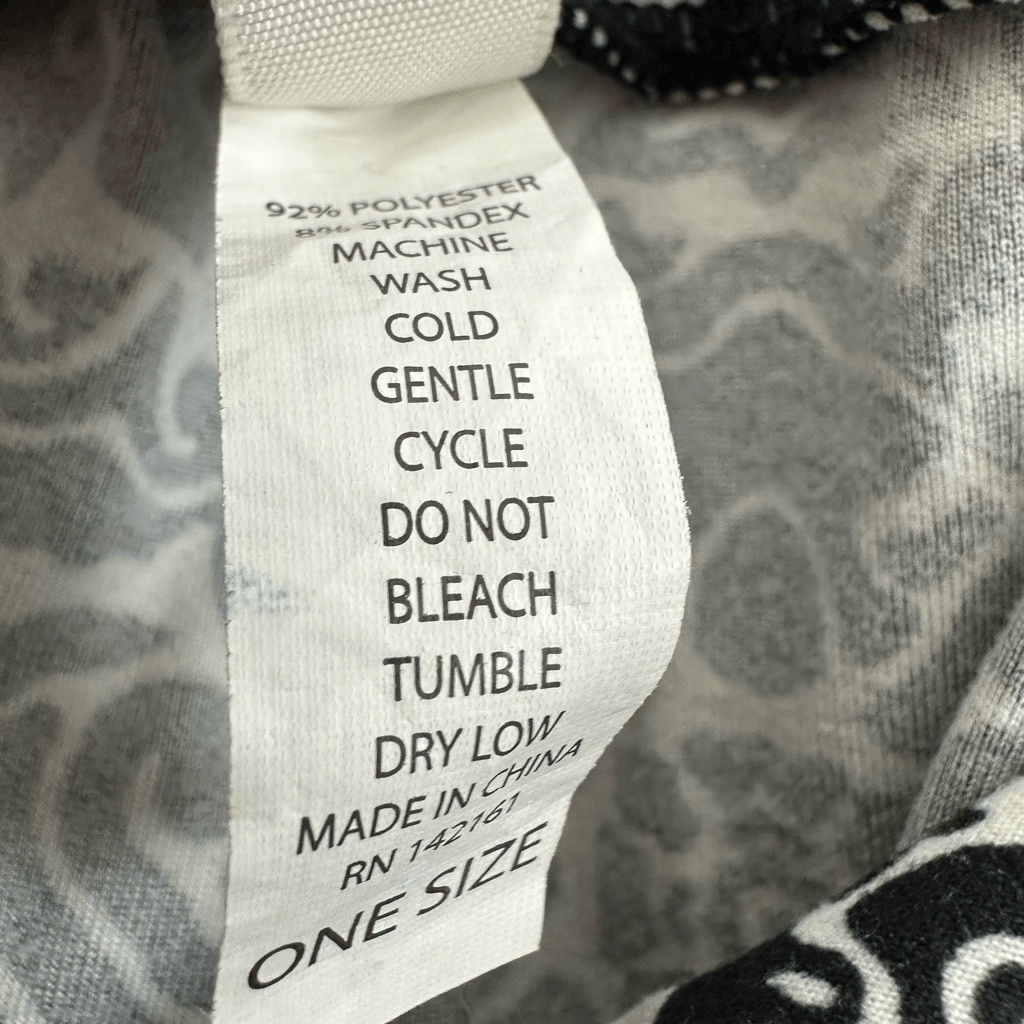 92% POLYESTER
8% SPANDEX
MACHINE
WASH
COLD
GENTLE
CYCLE
DO NOT
BLEACH
TUMBLE
DRY LOW
MADE IN CHINA
RN 142161
ONE SIZE